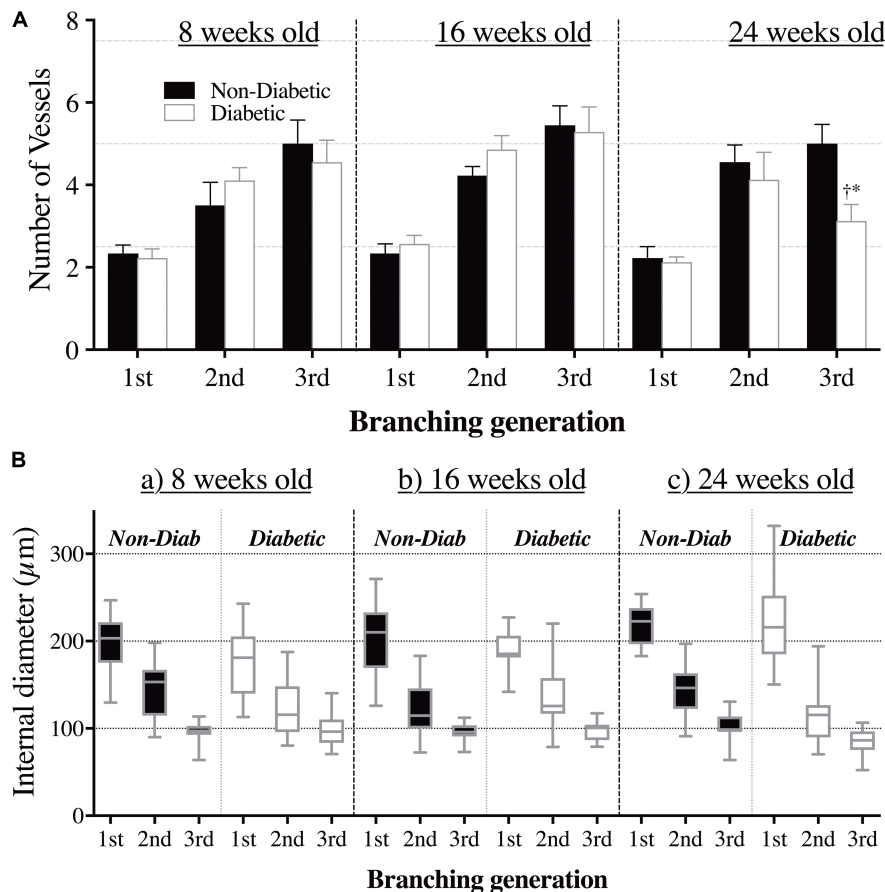 A
8 weeks old
16 weeks old
24 weeks old
Non-Diabetic
Diabetic
Number of Vessels
8
6
4
2
0
†*
1st 2nd 3rd 1st 2nd 3rd 1st 2nd 3rd
Branching generation
B
a) 8 weeks old
b) 16 weeks old
c) 24 weeks old
Non-Diab Diabetic Non-Diab Diabetic Non-Diab Diabetic
Internal diameter (µm)
300
200
100
0
1st 2nd 3rd 1st 2nd 3rd 1st 2nd 3rd 1st 2nd 3rd 1st 2nd 3rd 1st 2nd 3rd
Branching generation